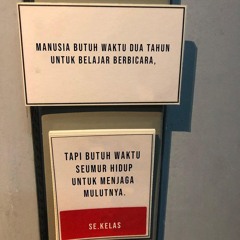 MANUSIA BUTUH WAKTU DUA TAHUN
UNTUK BELAJAR BERBICARA,
TAPI BUTUH WAKTU
SEUMUR HIDUP
UNTUK MENJAGA
MULUTNYA.
SE.KELAS